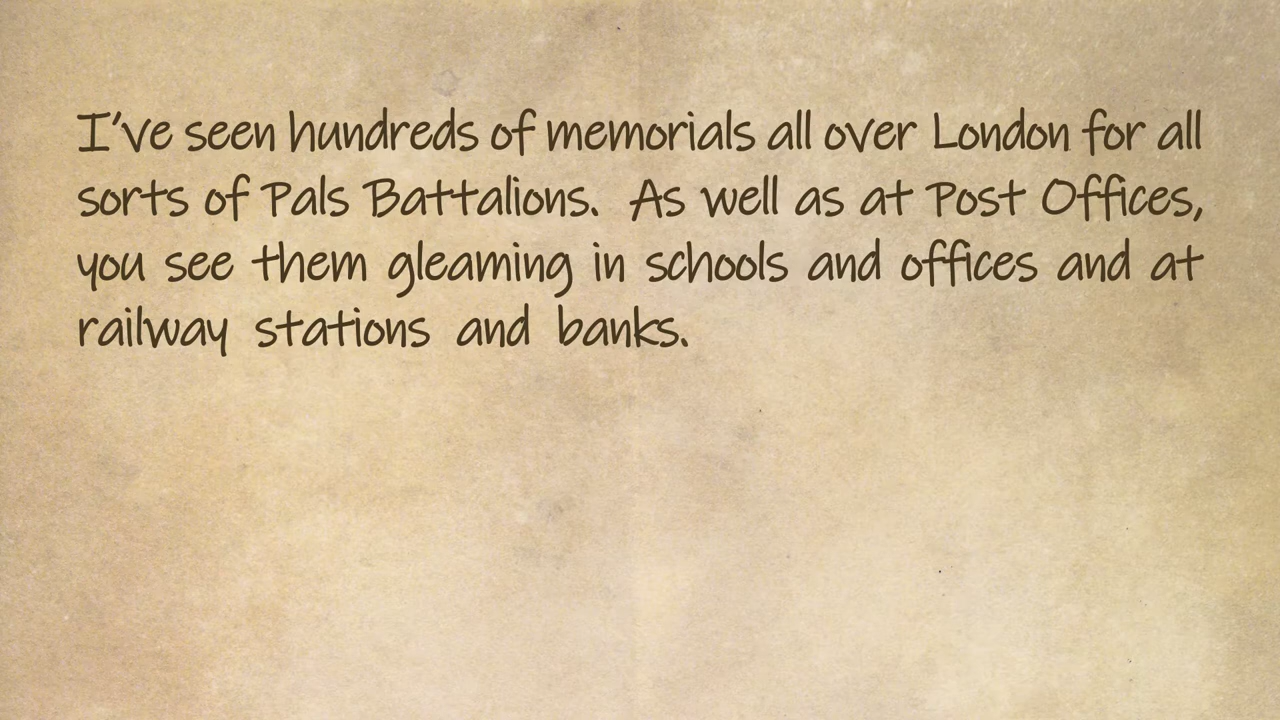 I've seen hundreds of memorials all over London for all
sorts of Pals Battalions.  As well as at Post Offices,
you see them gleaming in schools and offices and at
railway stations and banks.